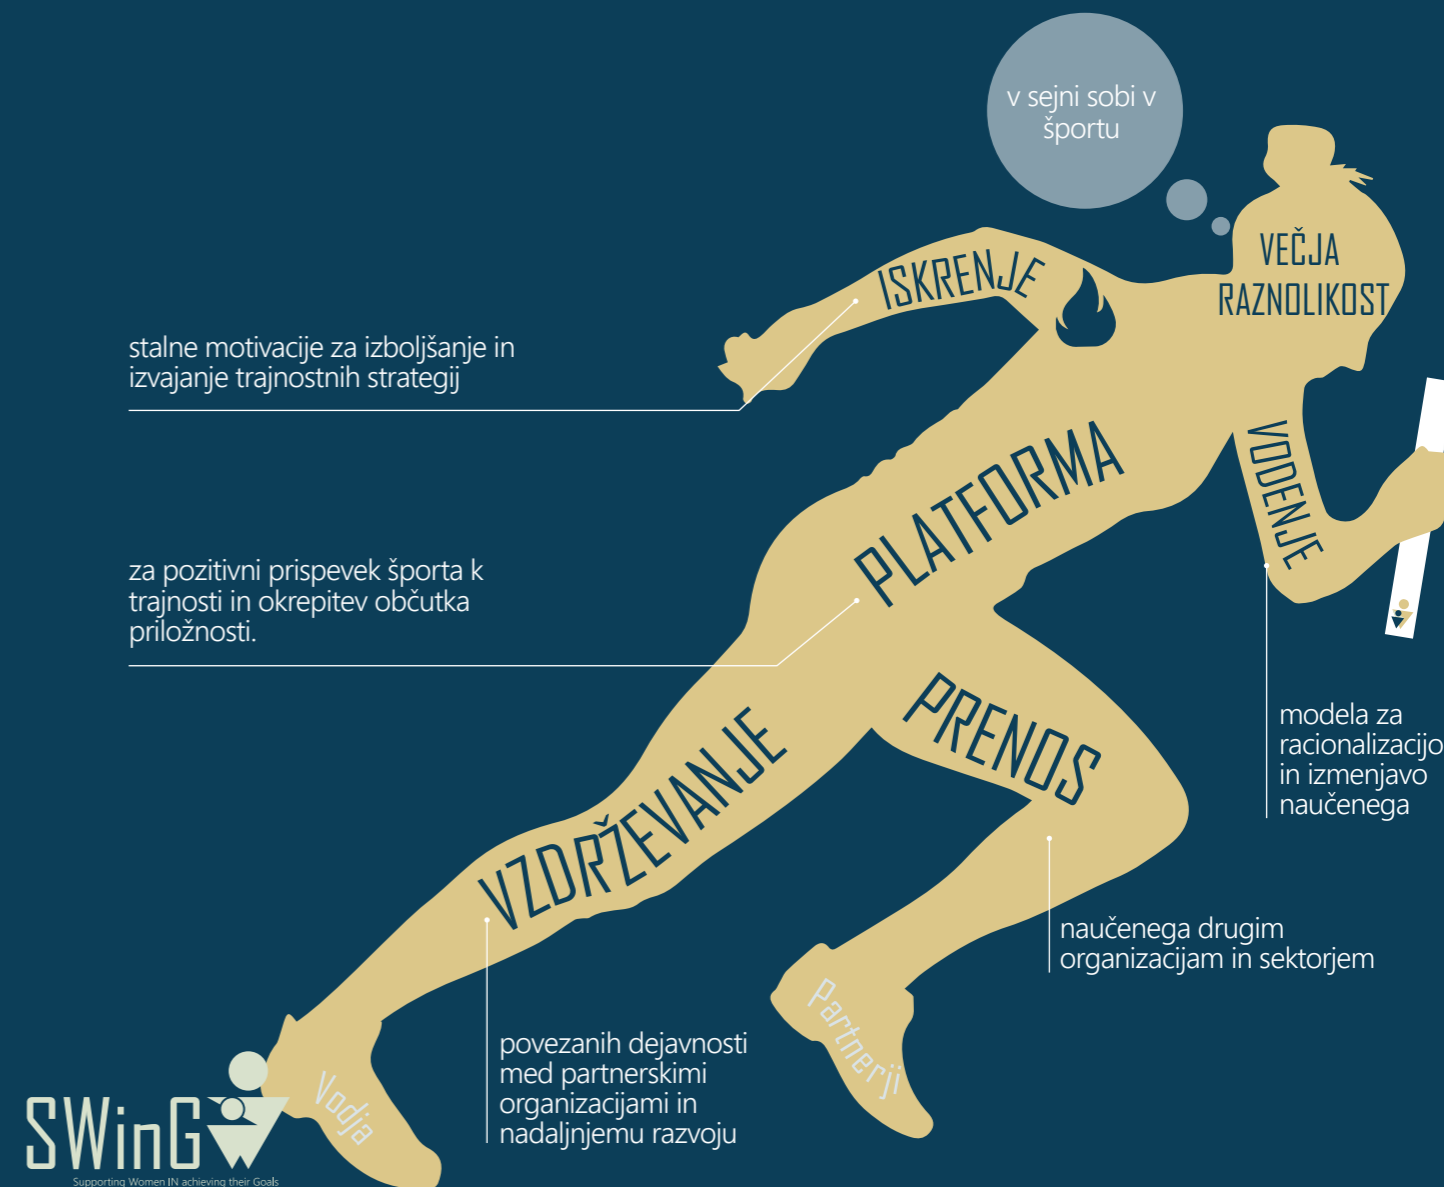 v sejni sobi v
športu
VEČJA
RAZNOLIKOST
ISKRENJE
stalne motivacije za izboljšanje in
izvajanje trajnostnih strategij
VODENJE
modela za
racionalizacijo
in izmenjavo
naučenega
PLATFORMA
za pozitivni prispevek športa k
trajnosti in okrepitev občutka
priložnosti.
PRENOS
naučenega drugim
organizacijam in sektorjem
VZDRŽEVANJE
povezanih dejavnosti
med partnerskimi
organizacijami in
nadaljnjemu razvoju
Partnerji
Vodja
SWinG
Supporting Women IN achieving their Goals